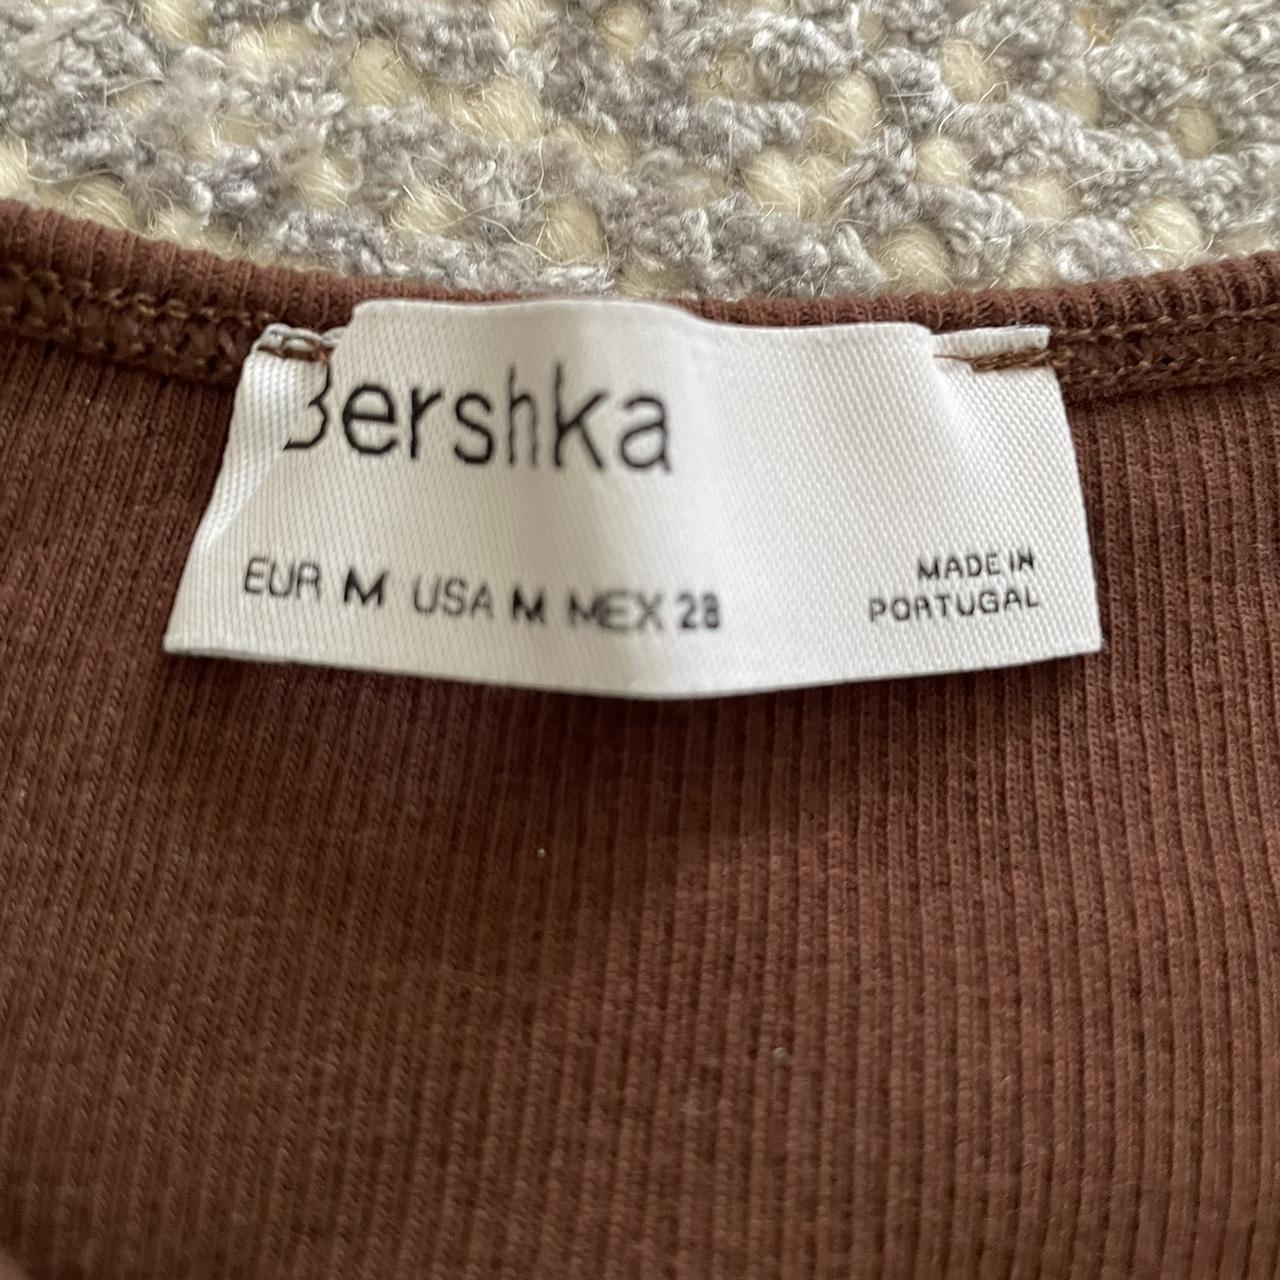 Bershka
EUR M USA M MEX 28
MADE IN
PORTUGAL